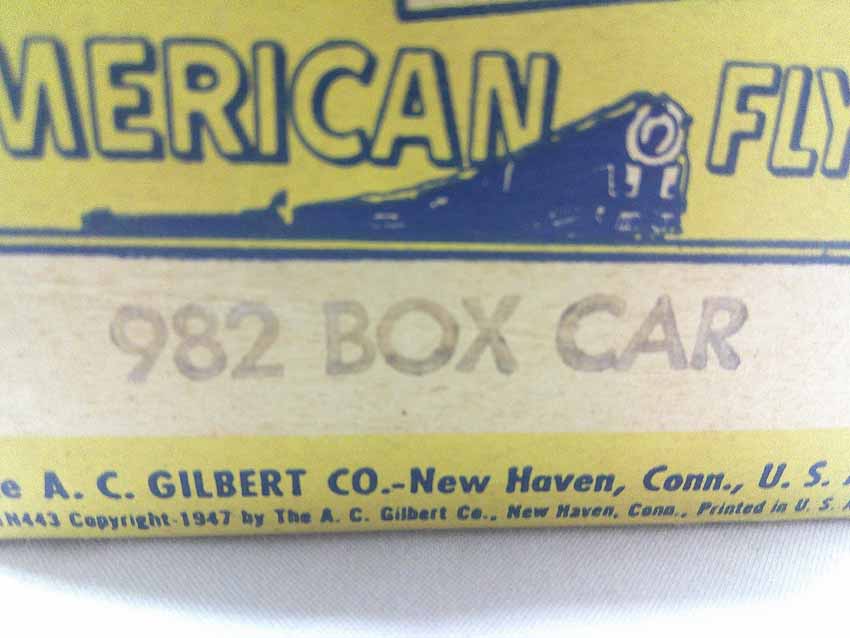 MERICAN FLY
982 BOX CAR
e A. C. GILBERT CO.-New Haven, Conn., U. S.
N443 Copyright-1947 by The A. C. Gilbert Co., New Haven, Conn., Printed in U. S. A